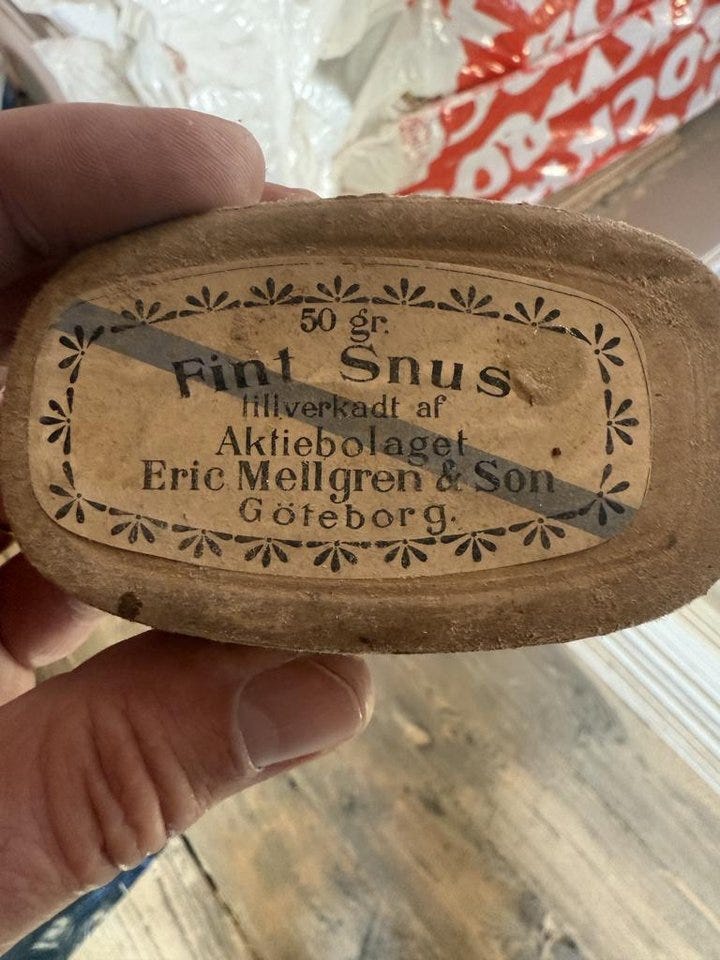 50 gr.
Fint Snus
tillverkadt af
Aktiebolaget
Eric Mellgren & Son
Göteborg.